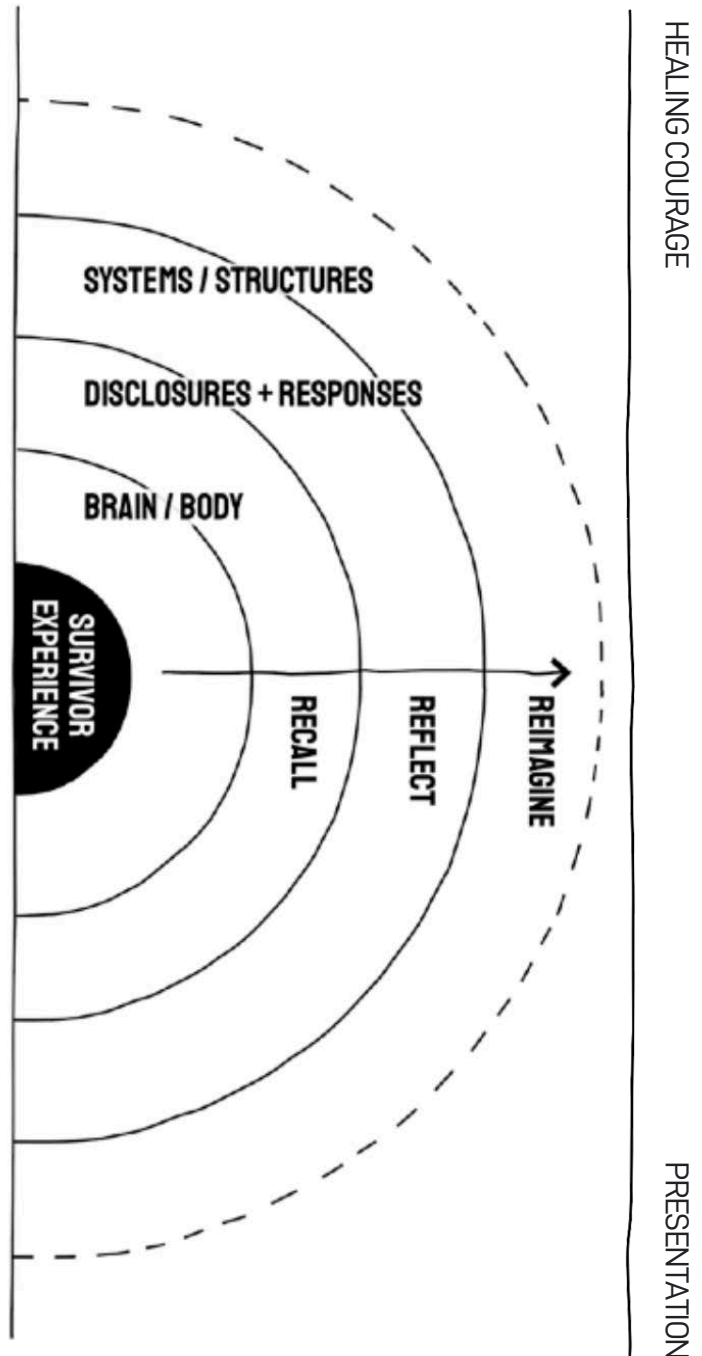 HEALING COURAGE
PRESENTATION
SYSTEMS / STRUCTURES
DISCLOSURES + RESPONSES
BRAIN / BODY
SURVIVOR
EXPERIENCE
RECALL
REFLECT
REIMAGINE